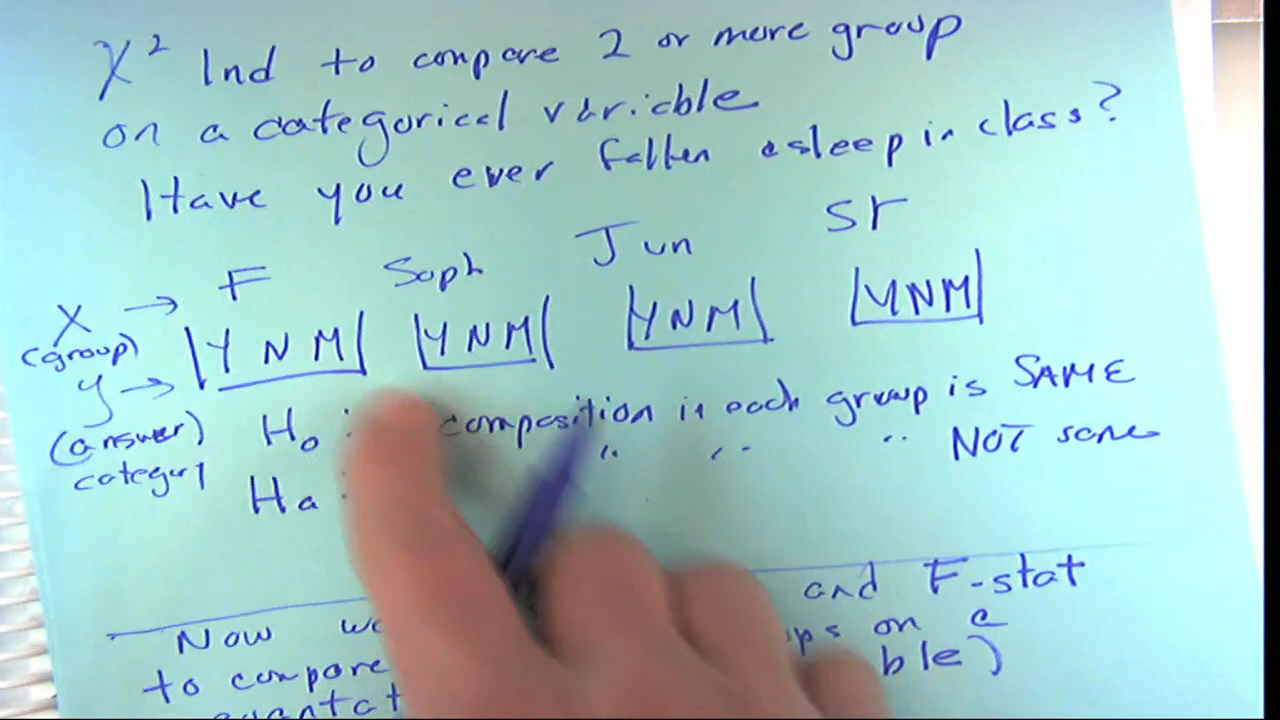 χ² Ind to compare 2 or more group
on a categorical variable
Have you ever fallen asleep in class?
F Soph Jun Sr
X →
(group) Y N M Y N M Y N M Y N M
y →
(answer) H₀ : composition in each group is SAME
categor Ha : " " " NOT same
Now and F-stat
to compare on a